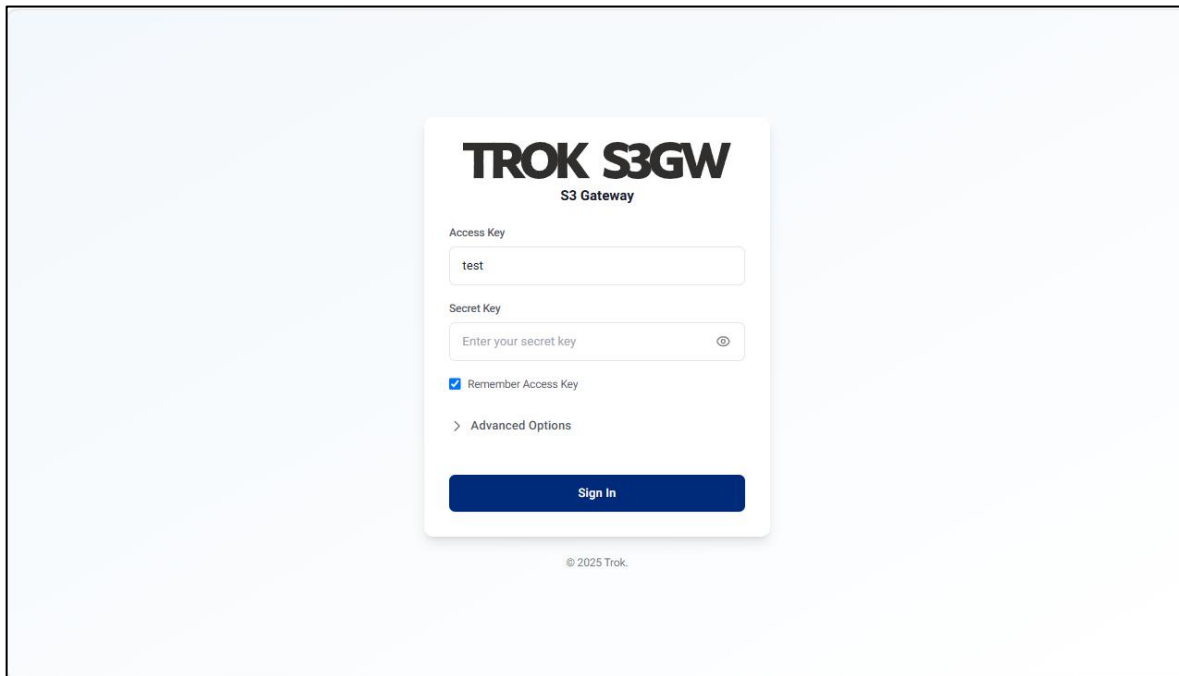 TROK S3GW
S3 Gateway
Access Key
test
Secret Key
Enter your secret key
Remember Access Key
Advanced Options
Sign In
© 2025 Trok.